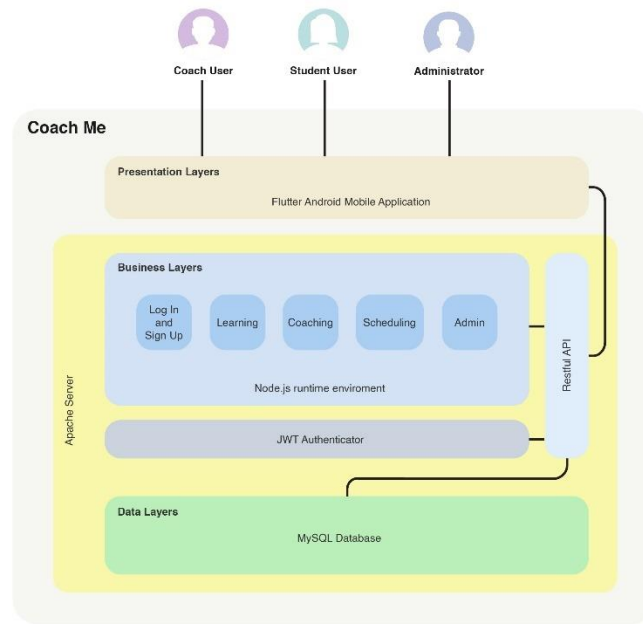 Coach User
Student User
Administrator
Coach Me
Presentation Layers
Flutter Android Mobile Application
Business Layers
Log In
and
Sign Up
Learning
Coaching
Scheduling
Admin
Node.js runtime enviroment
Restful API
Apache Server
JWT Authenticator
Data Layers
MySQL Database